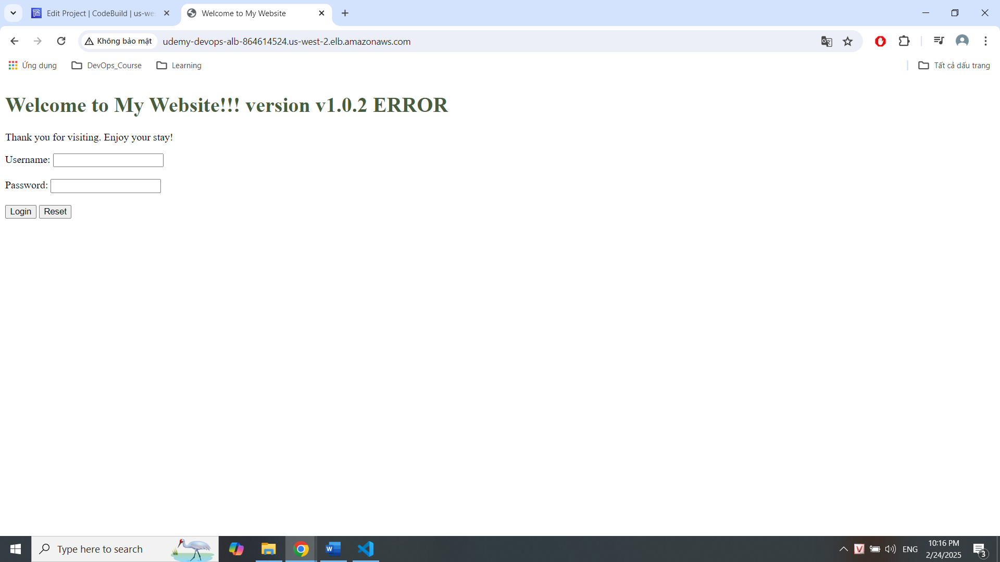 Edit Project | CodeBuild | us-wes
Welcome to My Website
Không bảo mật
udemy-devops-alb-864614524.us-west-2.elb.amazonaws.com
Ứng dụng
DevOps_Course
Learning
Tất cả dấu trang
Welcome to My Website!!! version v1.0.2 ERROR
Thank you for visiting. Enjoy your stay!
Username:
Password:
Login Reset
Type here to search
ENG
10:16 PM
2/24/2025
3